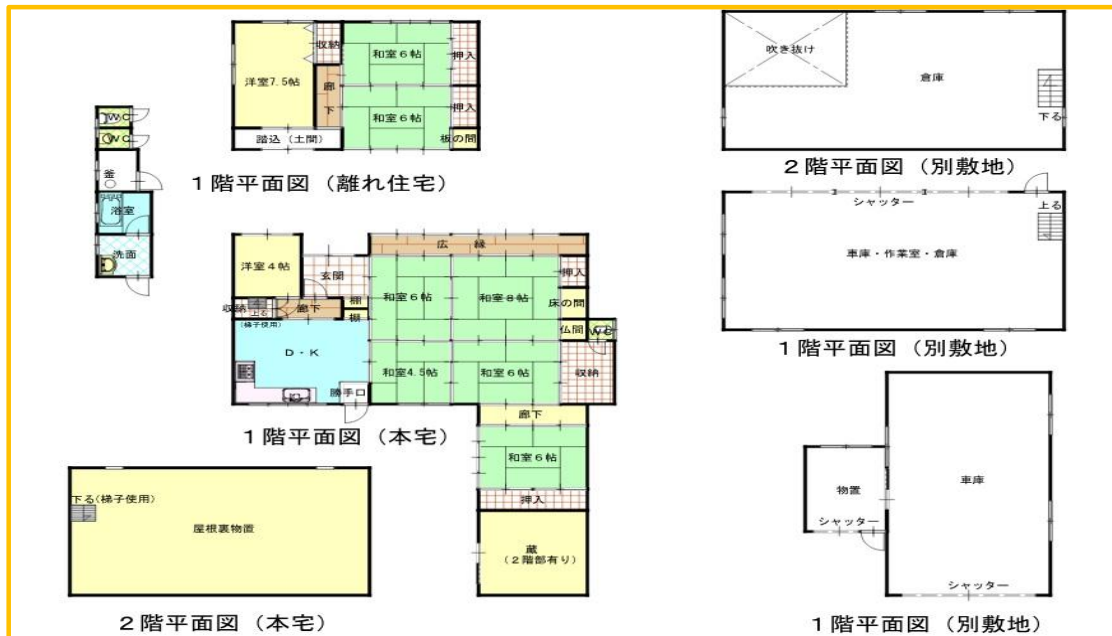 洋室7.5帖
収納
和室6帖
押入
廊下
和室6帖
押入
踏込（土間）
板の間
1階平面図（離れ住宅）
WC
WC
釜
浴室
洗面
吹き抜け
倉庫
下る
2階平面図（別敷地）
シャッター
上る
車庫・作業室・倉庫
1階平面図（別敷地）
広縁
洋室4帖
玄関
和室6帖
和室8帖
押入
床の間
収納
上る
廊下
棚
棚
(梯子使用)
仏間
WC
D・K
和室4.5帖
和室6帖
収納
勝手口
廊下
1階平面図（本宅）
和室6帖
押入
蔵
(2階部有り)
下る(梯子使用)
屋根裏物置
2階平面図（本宅）
車庫
物置
シャッター
シャッター
1階平面図（別敷地）